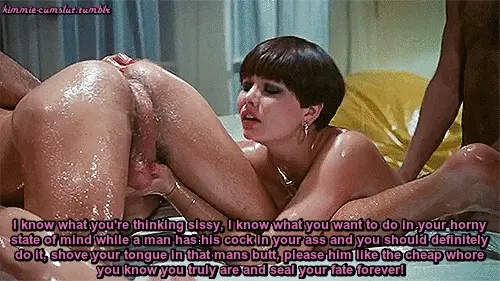 kimmie-cumslut.tumblr
I know what you're thinking sissy, I know what you want to do in your horny
state of mind while a man has his cock in your ass and you should definitely
do it, shove your tongue in that mans butt, please him like the cheap whore
you know you truly are and seal your fate forever!